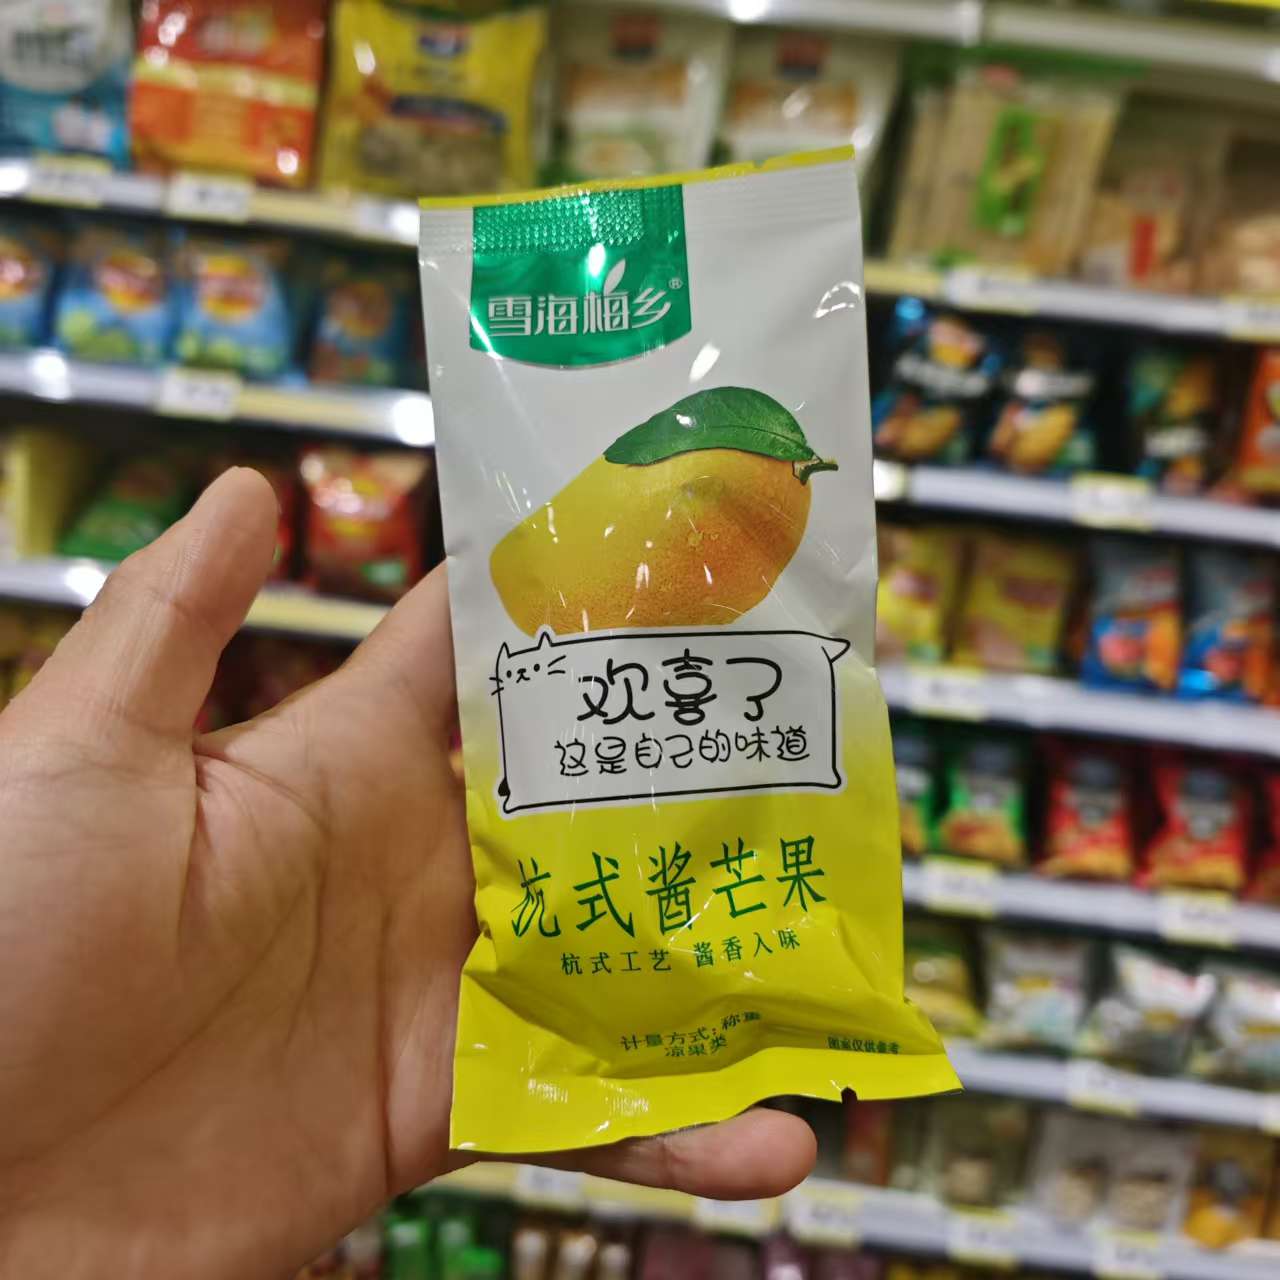 雪海梅乡®
欢喜了
这是自己的味道
杭式酱芒果
杭式工艺 酱香入味
计量方式：称重
凉果类
图案仅供参考